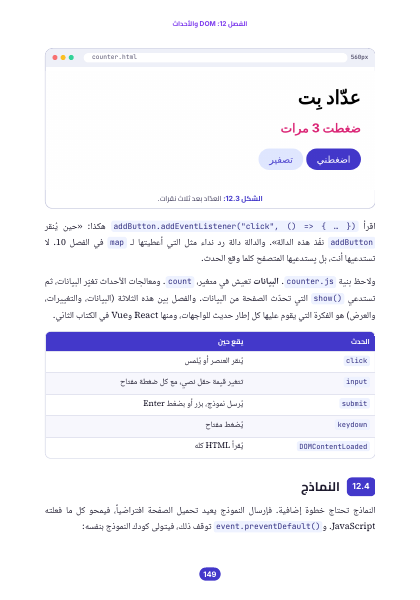 الفصل 12: DOM والأحداث
counter.html
560px
عدّاد بِت
ضغطت 3 مرات
اضغطني
تصفير
الشكل 12.3: العدّاد بعد ثلاث نقرات.
اقرأ addButton.addEventListener("click", () => { … }) هكذا: «حين يُنقر
addButton نفّذ هذه الدالة». والدالة دالة رد نداء مثل التي أعطيتها لـ map في الفصل 10. لا
تستدعيها أنت، بل يستدعيها المتصفح كلما وقع الحدث.
ولاحظ بنية counter.js. البيانات تعيش في متغير، count. ومعالجات الأحداث تغيّر البيانات، ثم
تستدعي show() التي تحدّث الصفحة من البيانات. والفصل بين هذه الثلاثة (البيانات، والتغييرات،
والعرض) هو الفكرة التي يقوم عليها كل إطار حديث للواجهات، ومنها React وVue في الكتاب الثاني.
الحدث يقع حين
click يُنقر العنصر أو يُلمس
input تتغير قيمة حقل نصي، مع كل ضغطة مفتاح
submit يُرسل نموذج، بزر أو بضغط Enter
keydown يُضغط مفتاح
DOMContentLoaded يُقرأ HTML كله
12.4 النماذج
النماذج تحتاج خطوة إضافية. فإرسال النموذج يعيد تحميل الصفحة افتراضياً، فيمحو كل ما فعلته
JavaScript. و event.preventDefault() توقف ذلك، فيتولى كودك النموذج بنفسه:
149